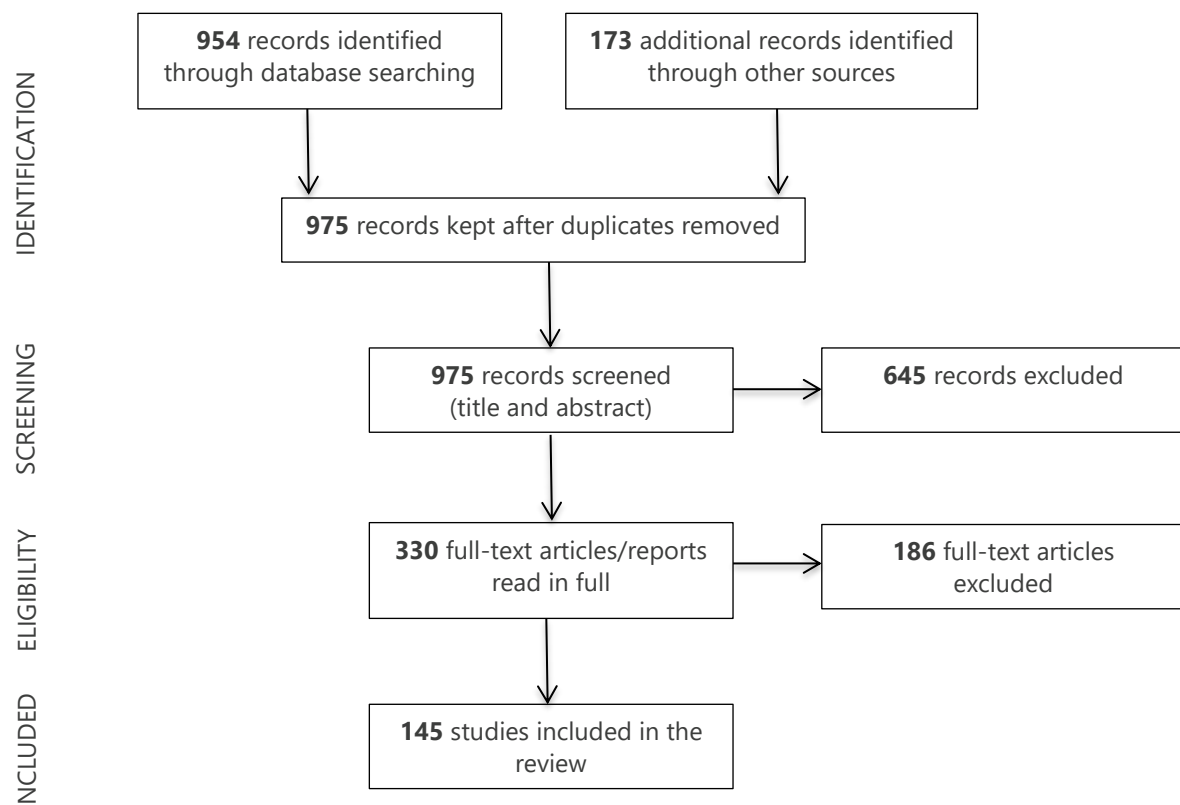 954 records identified
through database searching
173 additional records identified
through other sources
IDENTIFICATION
975 records kept after duplicates removed
SCREENING
975 records screened
(title and abstract)
645 records excluded
ELIGIBILITY
330 full-text articles/reports
read in full
186 full-text articles
excluded
NCLUDED
145 studies included in the
review